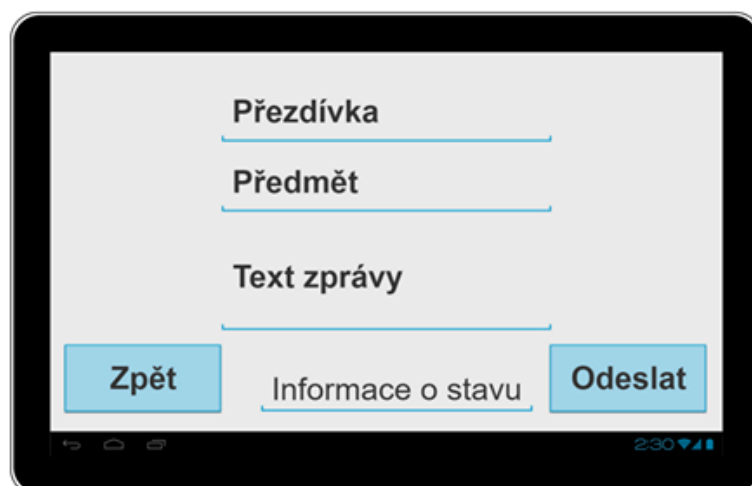 Přezdívka
Předmět
Text zprávy
Zpět
Informace o stavu
Odeslat
2:30